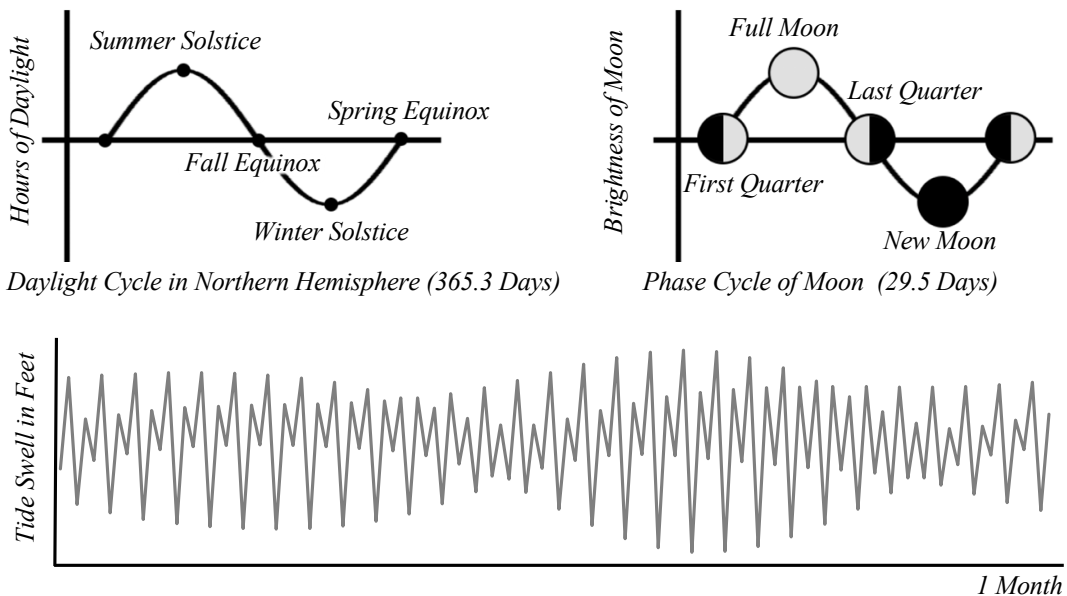 Hours of Daylight
Summer Solstice
Spring Equinox
Fall Equinox
Winter Solstice
Daylight Cycle in Northern Hemisphere (365.3 Days)
Brightness of Moon
Full Moon
Last Quarter
First Quarter
New Moon
Phase Cycle of Moon (29.5 Days)
Tide Swell in Feet
1 Month